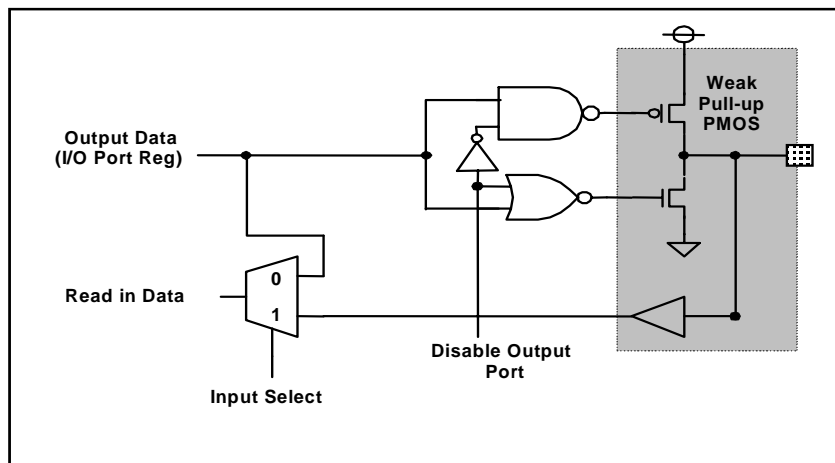 Weak
Pull-up
PMOS
Output Data
(I/O Port Reg)
0
Read in Data
1
Disable Output
Port
Input Select